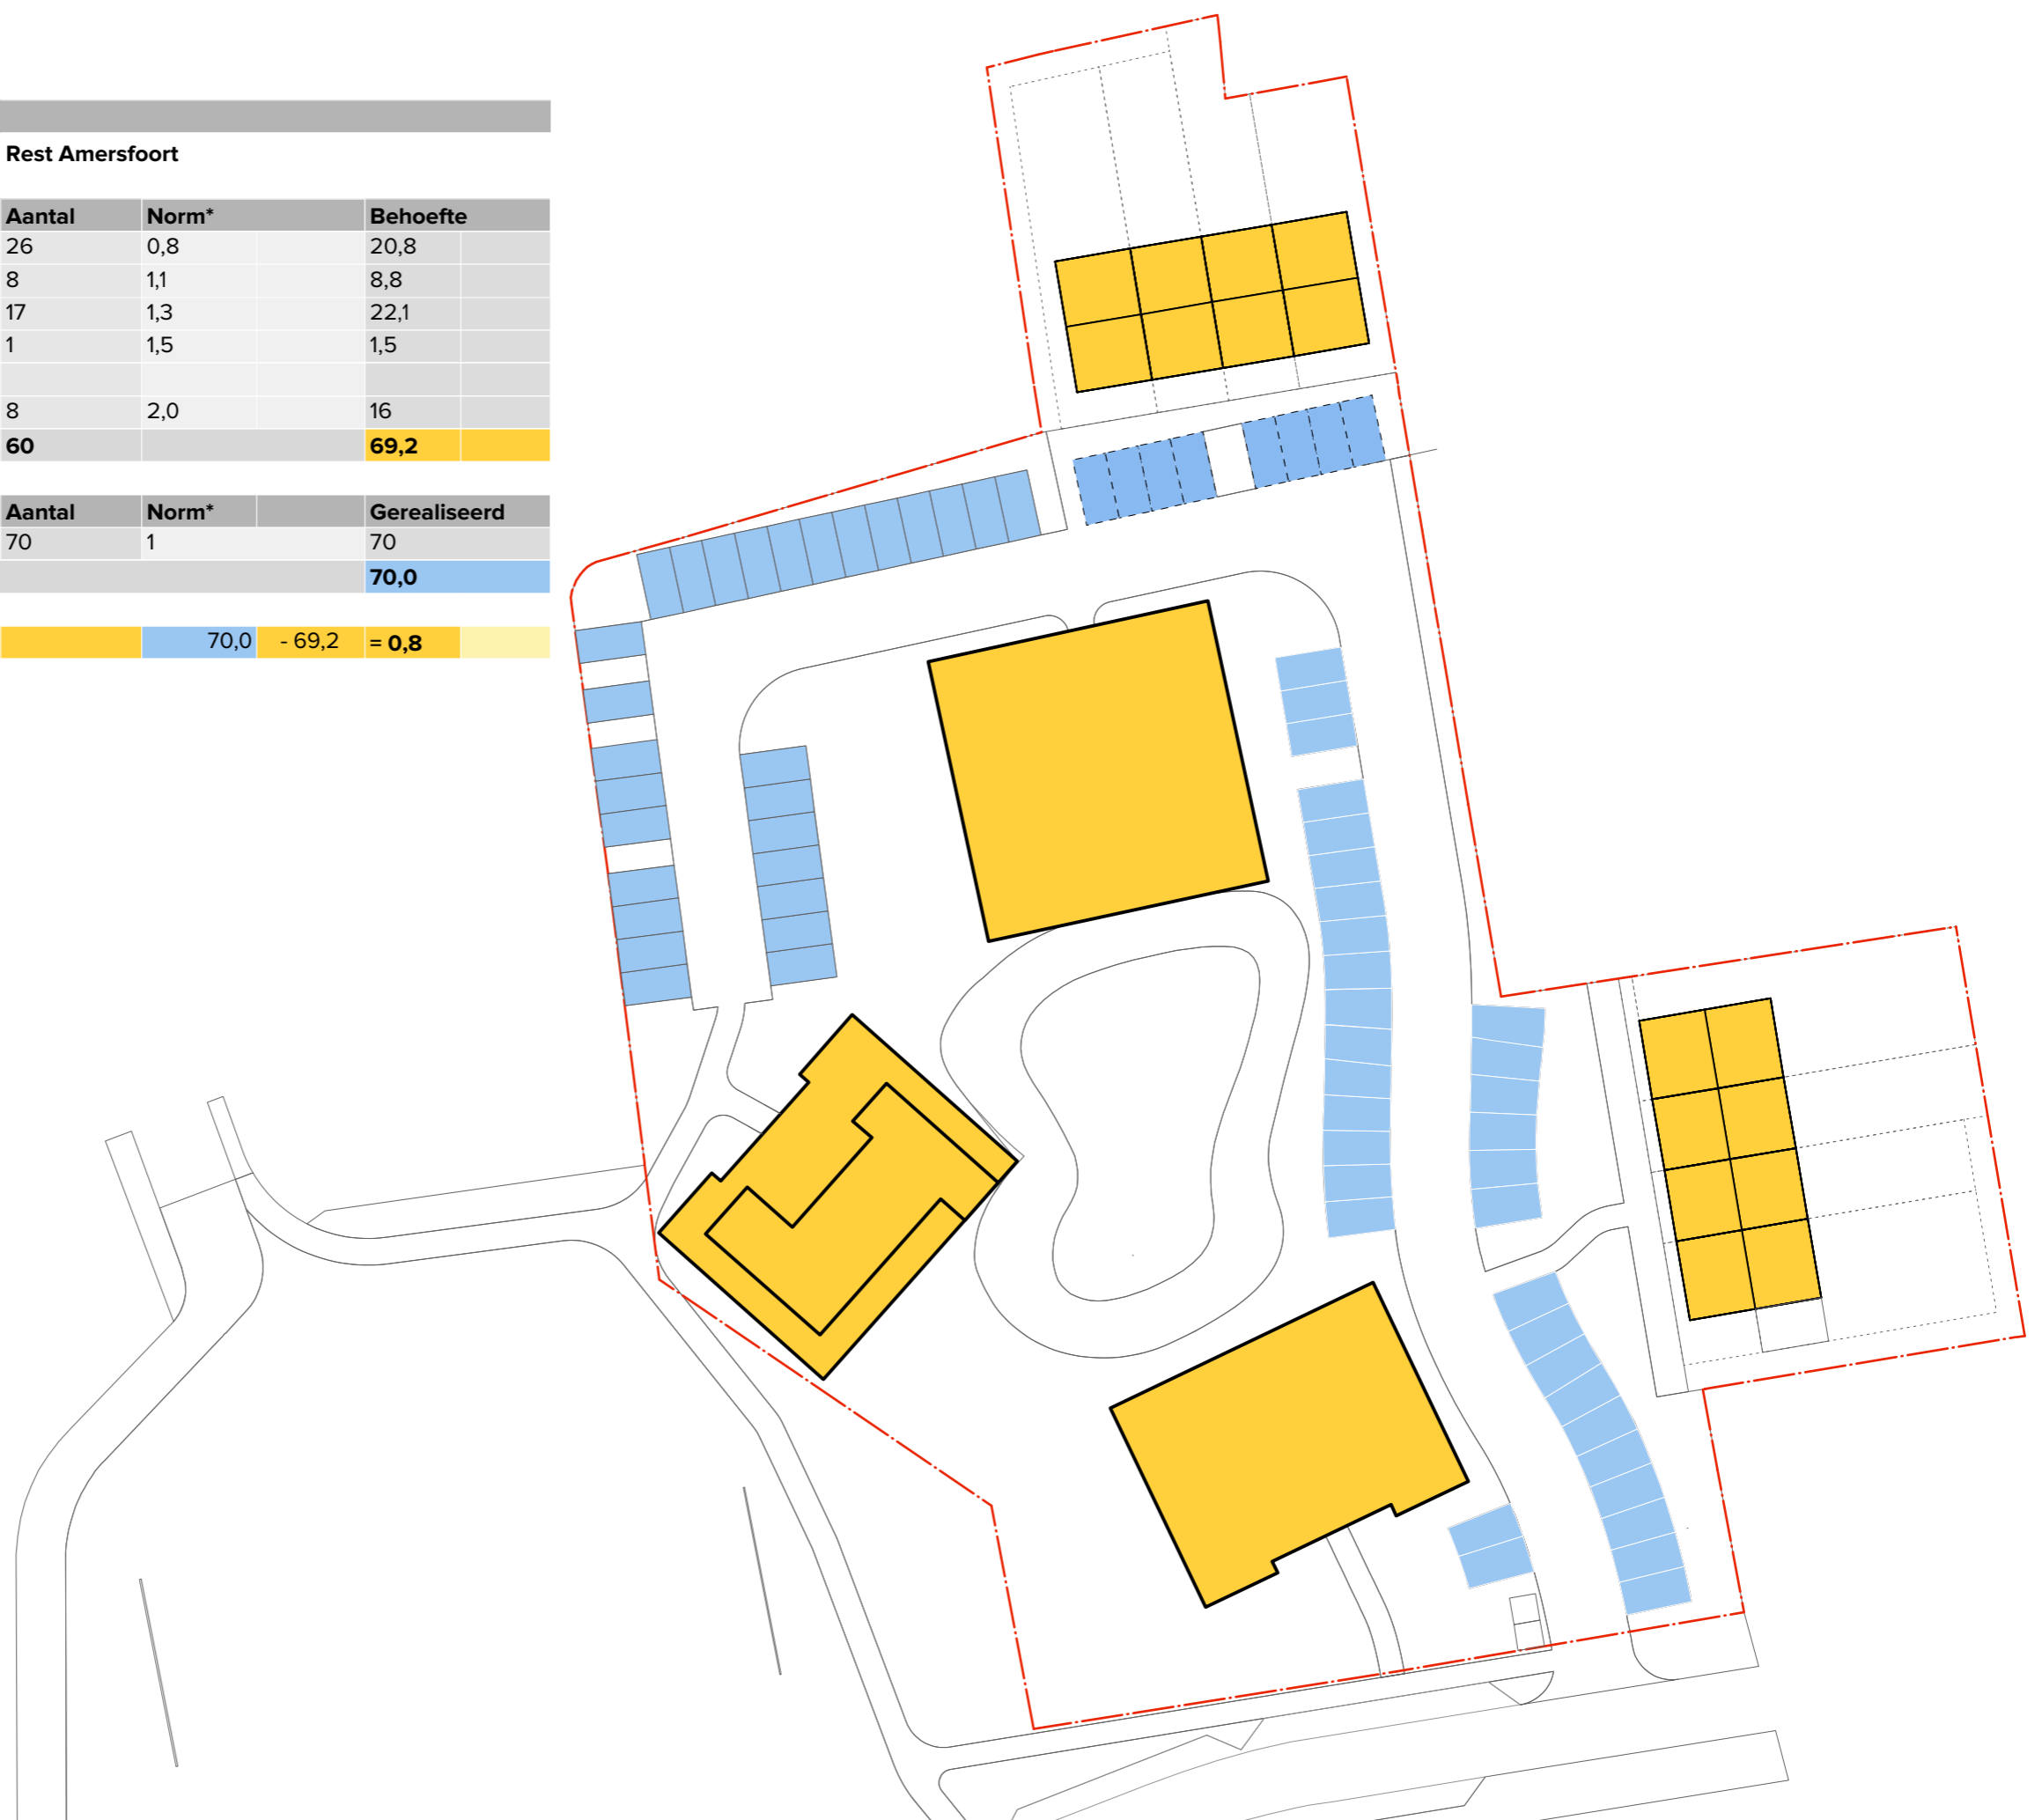 Rest Amersfoort
Aantal Norm* Behoefte
26 0,8 20,8
8 1,1 8,8
17 1,3 22,1
1 1,5 1,5
8 2,0 16
60 69,2
Aantal Norm* Gerealiseerd
70 1 70
70,0
70,0 - 69,2 = 0,8